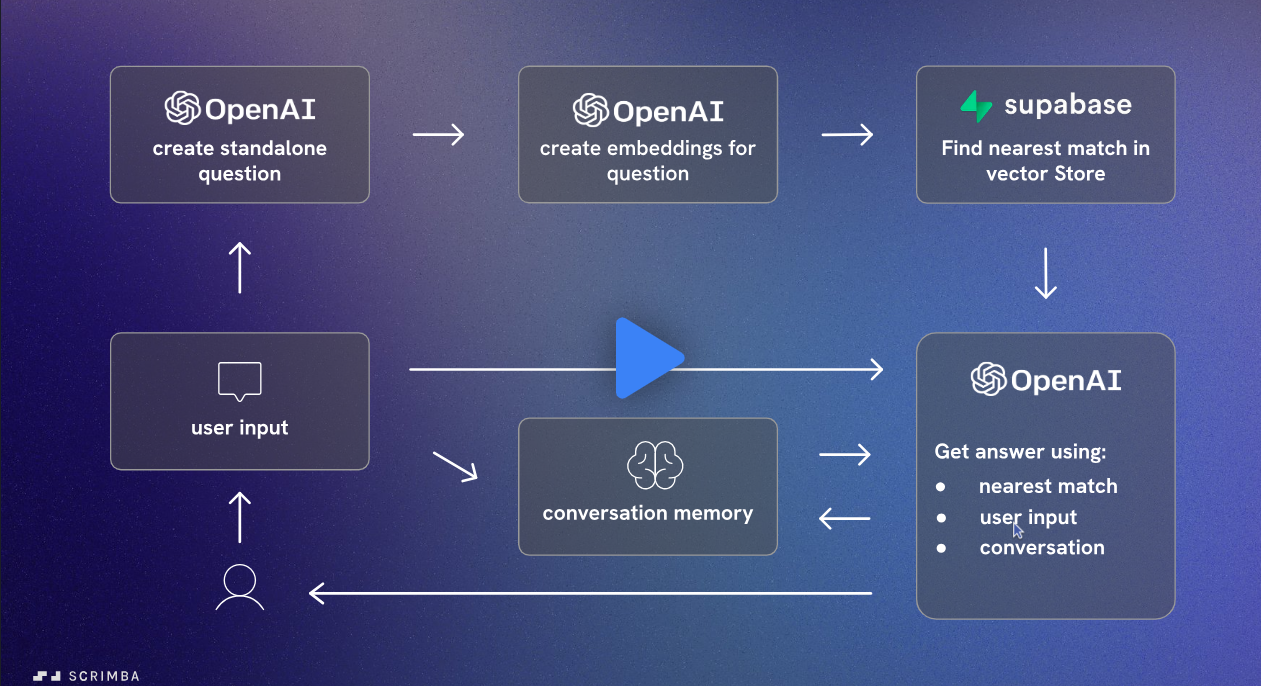 OpenAI
create standalone
question
OpenAI
create embeddings for
question
supabase
Find nearest match in
vector Store
user input
conversation memory
OpenAI
Get answer using:
● nearest match
● user input
● conversation
SCRIMBA